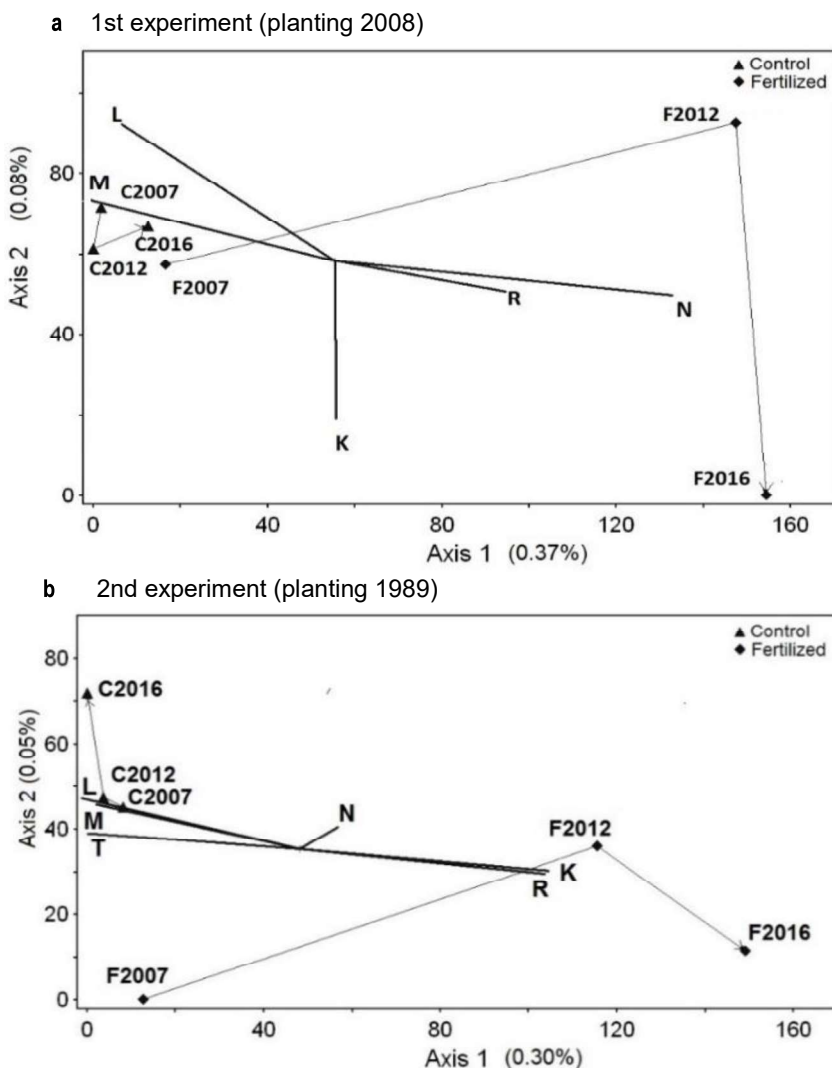 a 1st experiment (planting 2008)
▲ Control
◆ Fertilized
L
F2012
80
M
C2007
Axis 2 (0.08%)
C2016
C2012
F2007
R
N
40
K
F2016
0
0 40 80 120 160
Axis 1 (0.37%)
b 2nd experiment (planting 1989)
▲ Control
◆ Fertilized
80
C2016
60
Axis 2 (0.05%)
C2012
L
C2007
N
M
F2012
40
T
K
R
20
F2016
F2007
0
0 40 80 120 160
Axis 1 (0.30%)